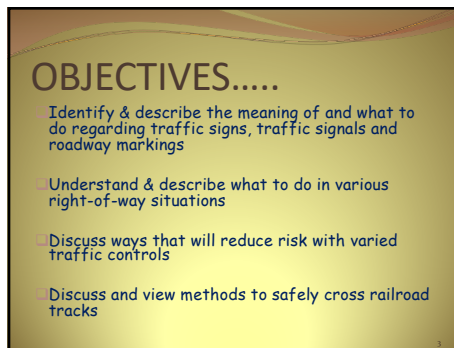 OBJECTIVES.....
Identify & describe the meaning of and what to
do regarding traffic signs, traffic signals and
roadway markings
Understand & describe what to do in various
right-of-way situations
Discuss ways that will reduce risk with varied
traffic controls
Discuss and view methods to safely cross railroad
tracks
3